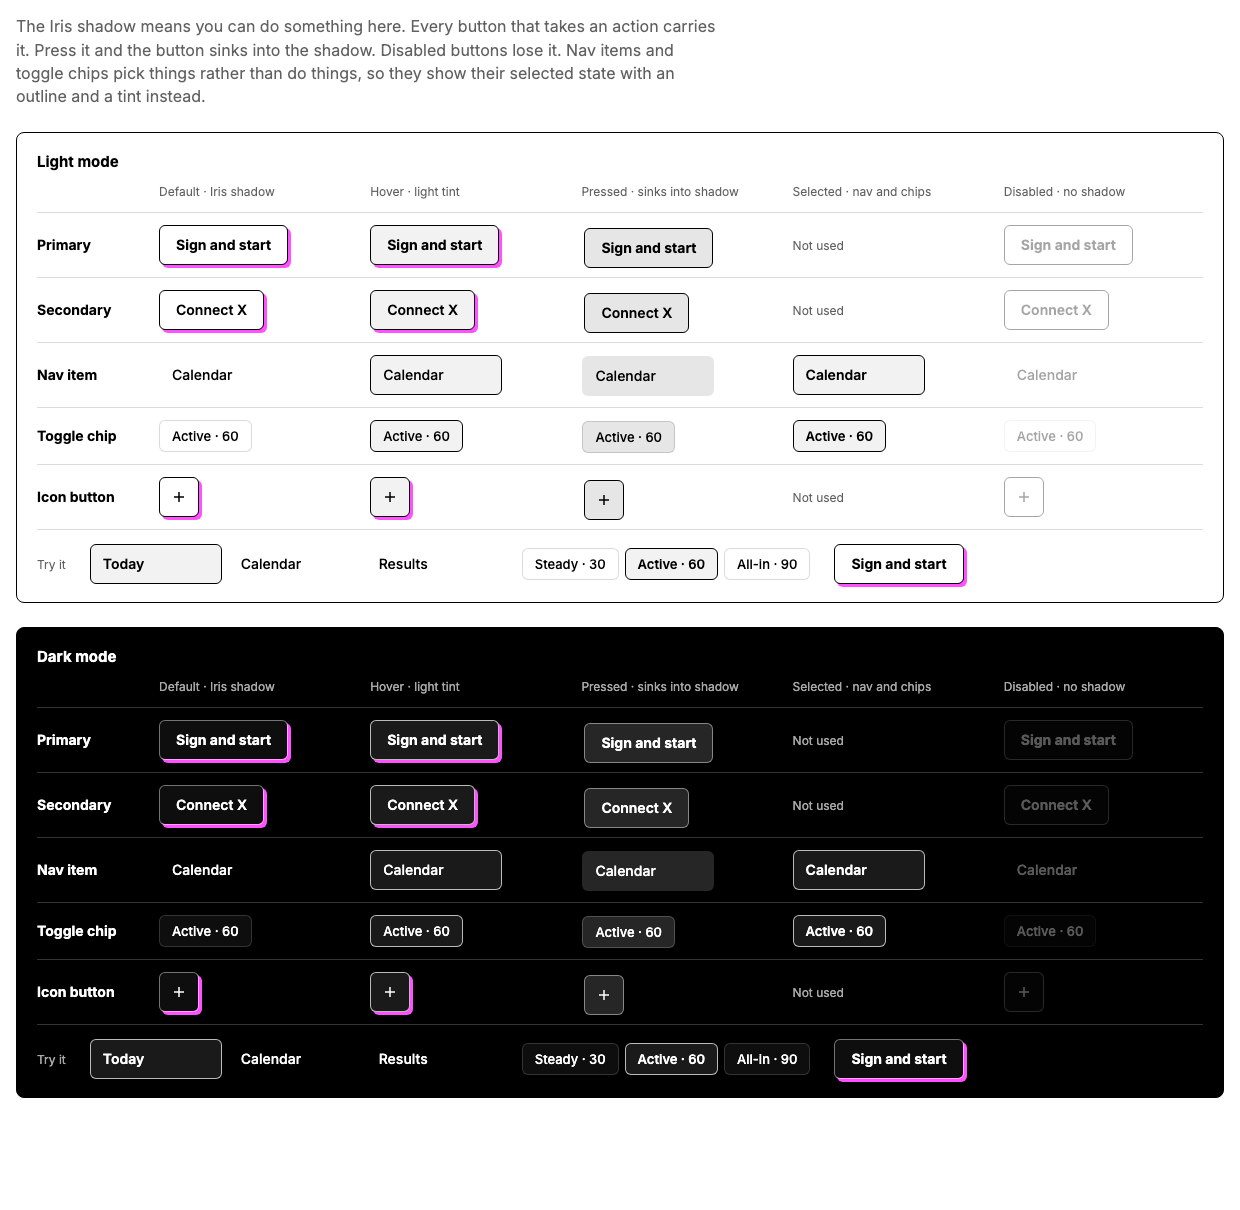 The Iris shadow means you can do something here. Every button that takes an action carries
it. Press it and the button sinks into the shadow. Disabled buttons lose it. Nav items and
toggle chips pick things rather than do things, so they show their selected state with an
outline and a tint instead.
Light mode
Default · Iris shadow Hover · light tint Pressed · sinks into shadow Selected · nav and chips Disabled · no shadow
Primary Sign and start Sign and start Sign and start Not used Sign and start
Secondary Connect X Connect X Connect X Not used Connect X
Nav item Calendar Calendar Calendar Calendar Calendar
Toggle chip Active · 60 Active · 60 Active · 60 Active · 60 Active · 60
Icon button + + + Not used +
Try it Today Calendar Results Steady · 30 Active · 60 All-in · 90 Sign and start
Dark mode
Default · Iris shadow Hover · light tint Pressed · sinks into shadow Selected · nav and chips Disabled · no shadow
Primary Sign and start Sign and start Sign and start Not used Sign and start
Secondary Connect X Connect X Connect X Not used Connect X
Nav item Calendar Calendar Calendar Calendar Calendar
Toggle chip Active · 60 Active · 60 Active · 60 Active · 60 Active · 60
Icon button + + + Not used +
Try it Today Calendar Results Steady · 30 Active · 60 All-in · 90 Sign and start